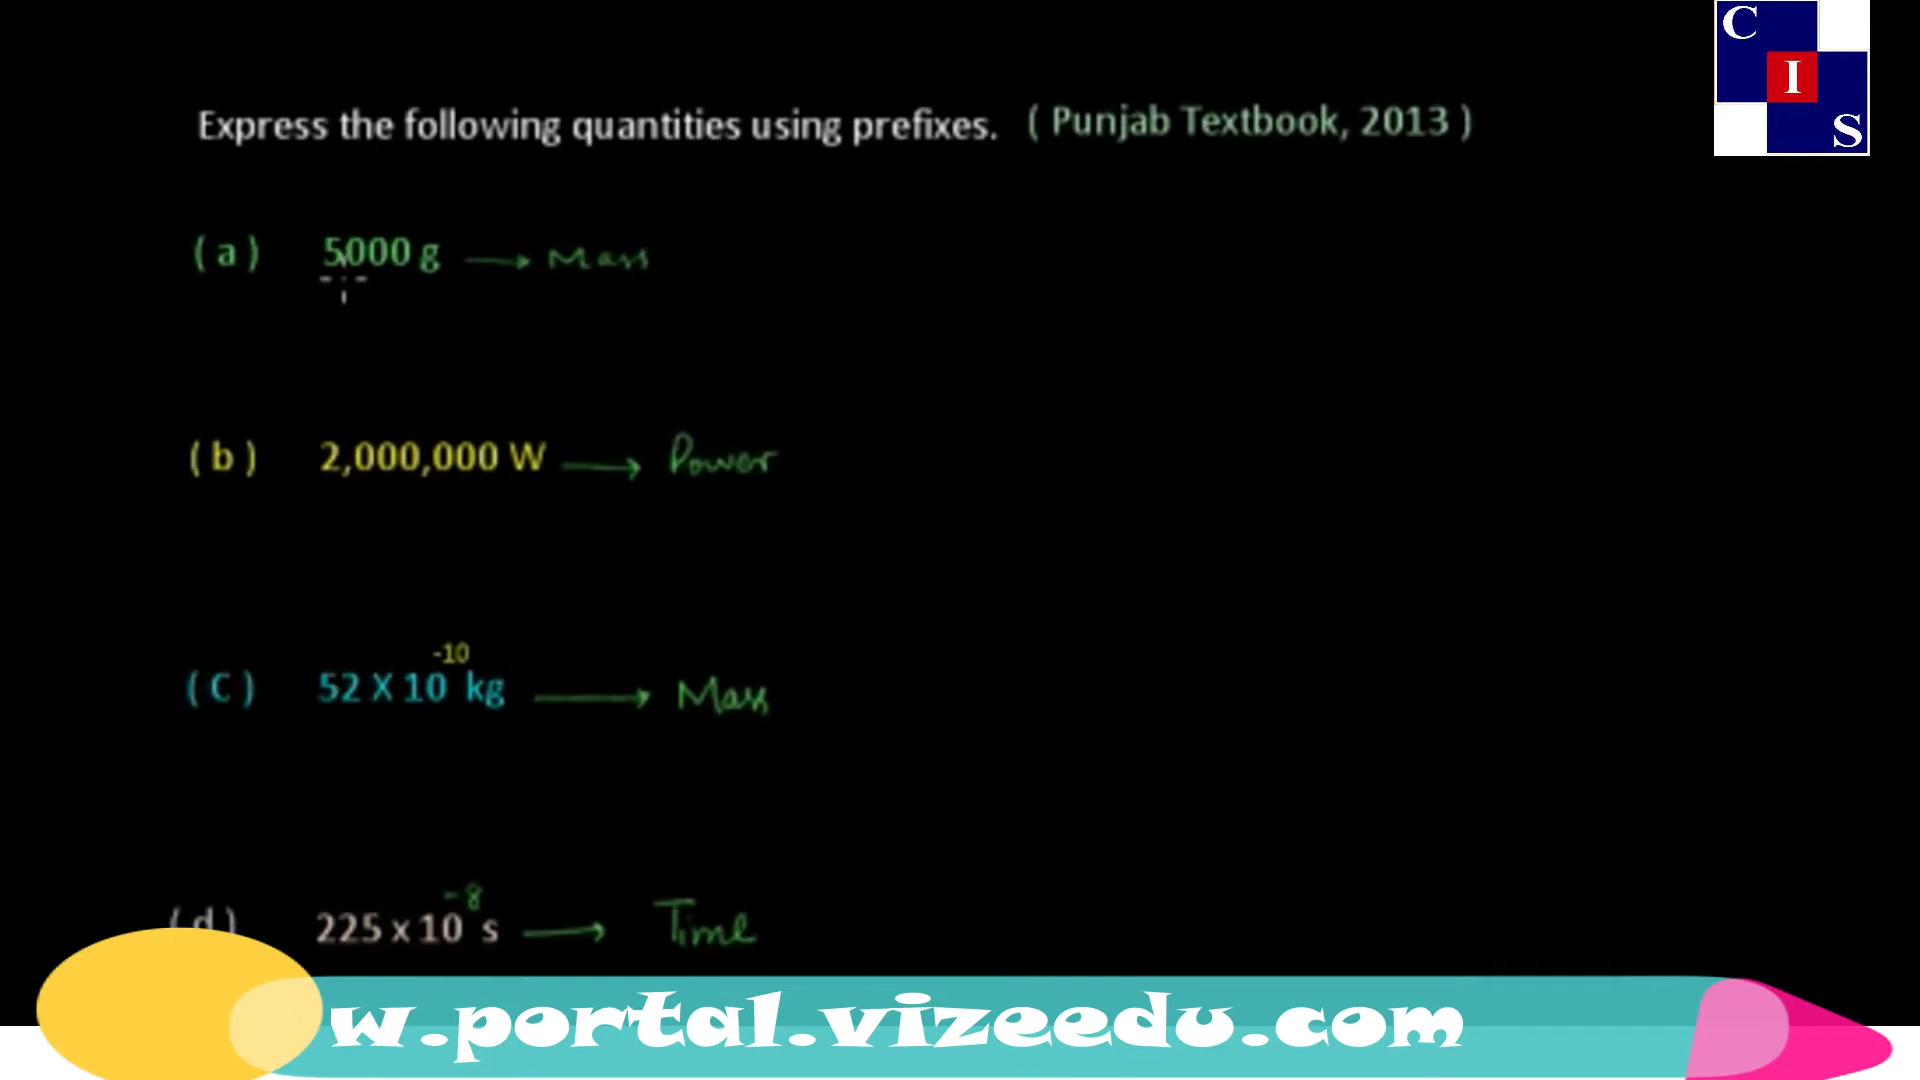 C
I
S
Express the following quantities using prefixes. ( Punjab Textbook, 2013 )
( a ) 5000 g → Mass
( b ) 2,000,000 W → Power
( C ) 52 X 10⁻¹⁰ kg → Mass
( d ) 225 x 10⁻⁸ s → Time
w.portal.vizeedu.com